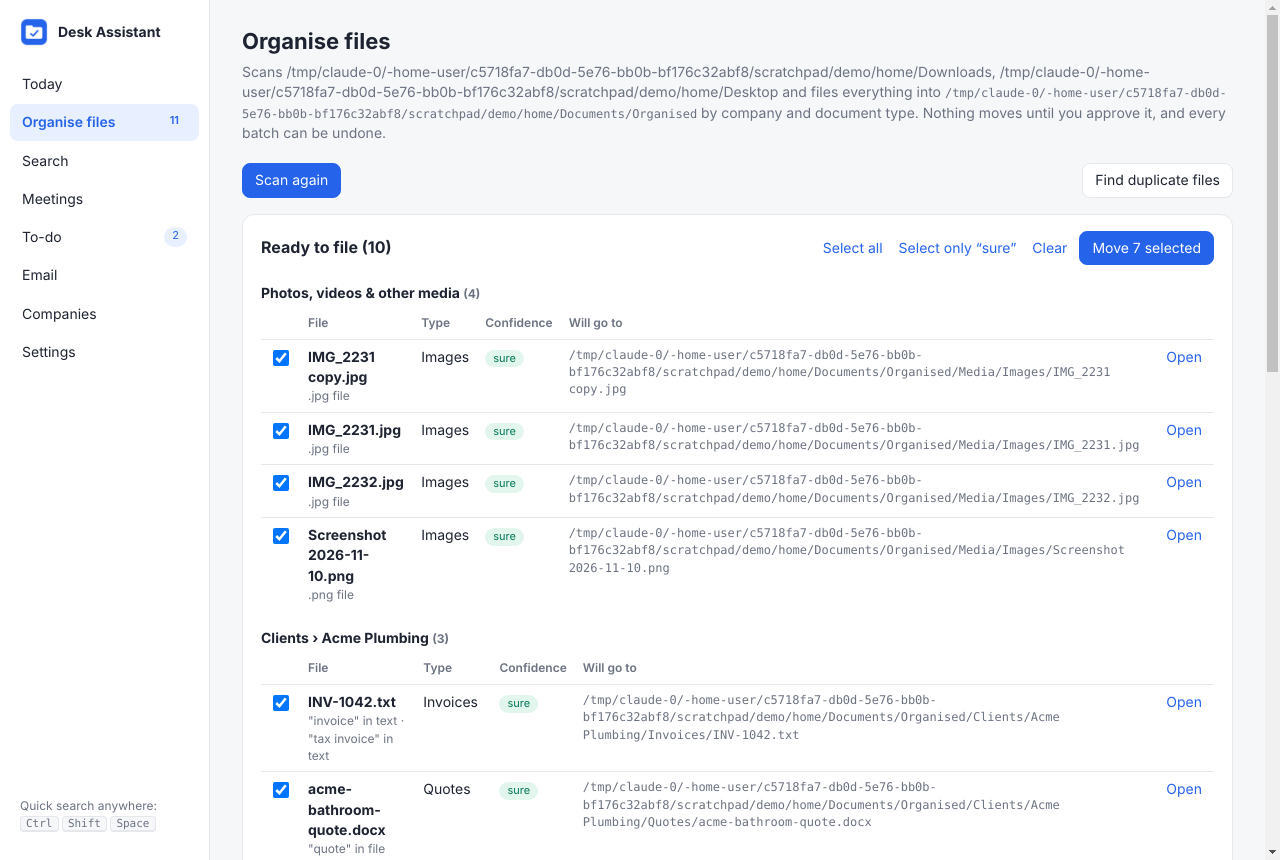 Desk Assistant
Today
Organise files 11
Search
Meetings
To-do 2
Email
Companies
Settings
Quick search anywhere:
Ctrl Shift Space
Organise files
Scans /tmp/claude-0/-home-user/c5718fa7-db0d-5e76-bb0b-bf176c32abf8/scratchpad/demo/home/Downloads, /tmp/claude-0/-home-
user/c5718fa7-db0d-5e76-bb0b-bf176c32abf8/scratchpad/demo/home/Desktop and files everything into /tmp/claude-0/-home-user/c5718fa7-db0d-
5e76-bb0b-bf176c32abf8/scratchpad/demo/home/Documents/Organised by company and document type. Nothing moves until you approve it, and every
batch can be undone.
Scan again Find duplicate files
Ready to file (10) Select all Select only “sure” Clear Move 7 selected
Photos, videos & other media (4)
File Type Confidence Will go to
IMG_2231 Images sure /tmp/claude-0/-home-user/c5718fa7-db0d-5e76-bb0b- Open
copy.jpg bf176c32abf8/scratchpad/demo/home/Documents/Organised/Media/Images/IMG_2231
.jpg file copy.jpg
IMG_2231.jpg Images sure /tmp/claude-0/-home-user/c5718fa7-db0d-5e76-bb0b- Open
.jpg file bf176c32abf8/scratchpad/demo/home/Documents/Organised/Media/Images/IMG_2231.jpg
IMG_2232.jpg Images sure /tmp/claude-0/-home-user/c5718fa7-db0d-5e76-bb0b- Open
.jpg file bf176c32abf8/scratchpad/demo/home/Documents/Organised/Media/Images/IMG_2232.jpg
Screenshot Images sure /tmp/claude-0/-home-user/c5718fa7-db0d-5e76-bb0b- Open
2026-11- bf176c32abf8/scratchpad/demo/home/Documents/Organised/Media/Images/Screenshot
10.png 2026-11-10.png
.png file
Clients › Acme Plumbing (3)
File Type Confidence Will go to
INV-1042.txt Invoices sure /tmp/claude-0/-home-user/c5718fa7-db0d-5e76-bb0b- Open
"invoice" in text · bf176c32abf8/scratchpad/demo/home/Documents/Organised/Clients/Acme
"tax invoice" in Plumbing/Invoices/INV-1042.txt
text
acme- Quotes sure /tmp/claude-0/-home-user/c5718fa7-db0d-5e76-bb0b- Open
bathroom- bf176c32abf8/scratchpad/demo/home/Documents/Organised/Clients/Acme
quote.docx Plumbing/Quotes/acme-bathroom-quote.docx
"quote" in file